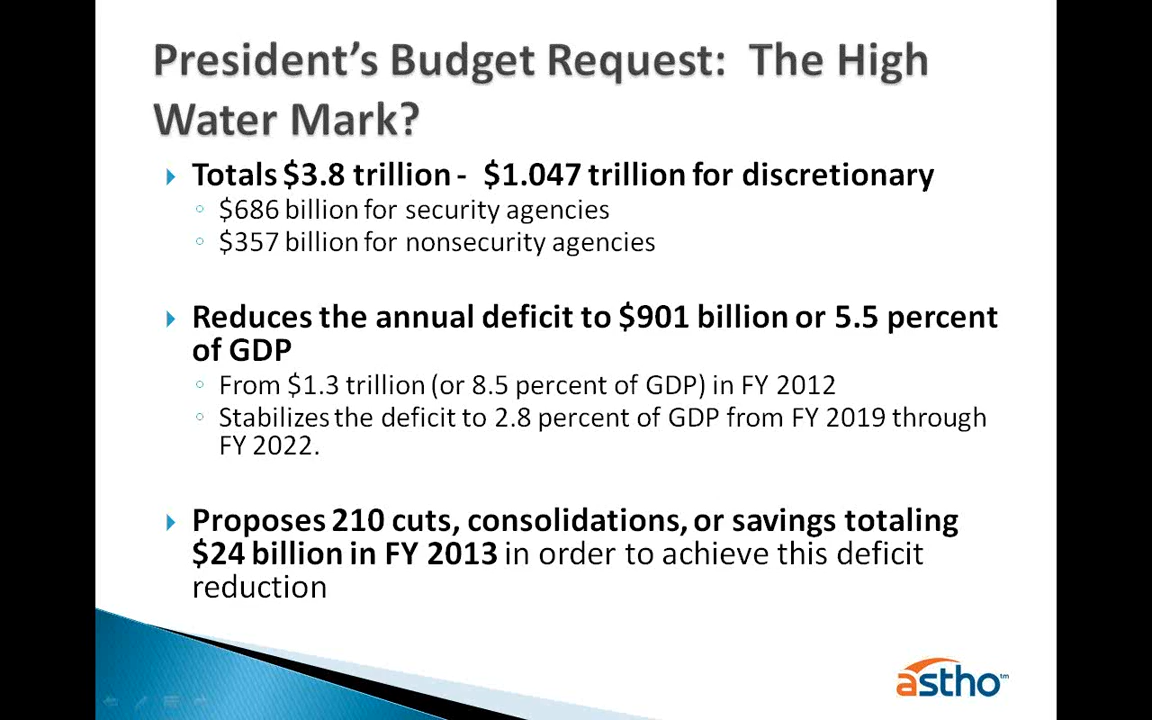 President's Budget Request:  The High
Water Mark?
Totals $3.8 trillion -  $1.047 trillion for discretionary
$686 billion for security agencies
$357 billion for nonsecurity agencies
Reduces the annual deficit to $901 billion or 5.5 percent
of GDP
From $1.3 trillion (or 8.5 percent of GDP) in FY 2012
Stabilizes the deficit to 2.8 percent of GDP from FY 2019 through
FY 2022.
Proposes 210 cuts, consolidations, or savings totaling
$24 billion in FY 2013 in order to achieve this deficit
reduction
astho™